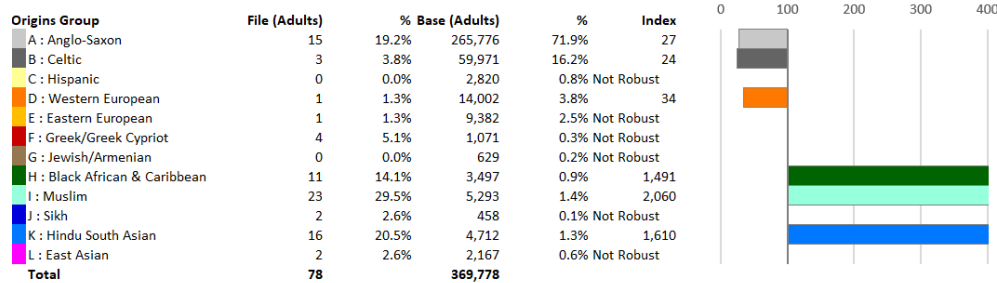 0 100 200 300 400
Origins Group File (Adults) % Base (Adults) % Index
A : Anglo-Saxon 15 19.2% 265,776 71.9% 27
B : Celtic 3 3.8% 59,971 16.2% 24
C : Hispanic 0 0.0% 2,820 0.8% Not Robust
D : Western European 1 1.3% 14,002 3.8% 34
E : Eastern European 1 1.3% 9,382 2.5% Not Robust
F : Greek/Greek Cypriot 4 5.1% 1,071 0.3% Not Robust
G : Jewish/Armenian 0 0.0% 629 0.2% Not Robust
H : Black African & Caribbean 11 14.1% 3,497 0.9% 1,491
I : Muslim 23 29.5% 5,293 1.4% 2,060
J : Sikh 2 2.6% 458 0.1% Not Robust
K : Hindu South Asian 16 20.5% 4,712 1.3% 1,610
L : East Asian 2 2.6% 2,167 0.6% Not Robust
Total 78 369,778